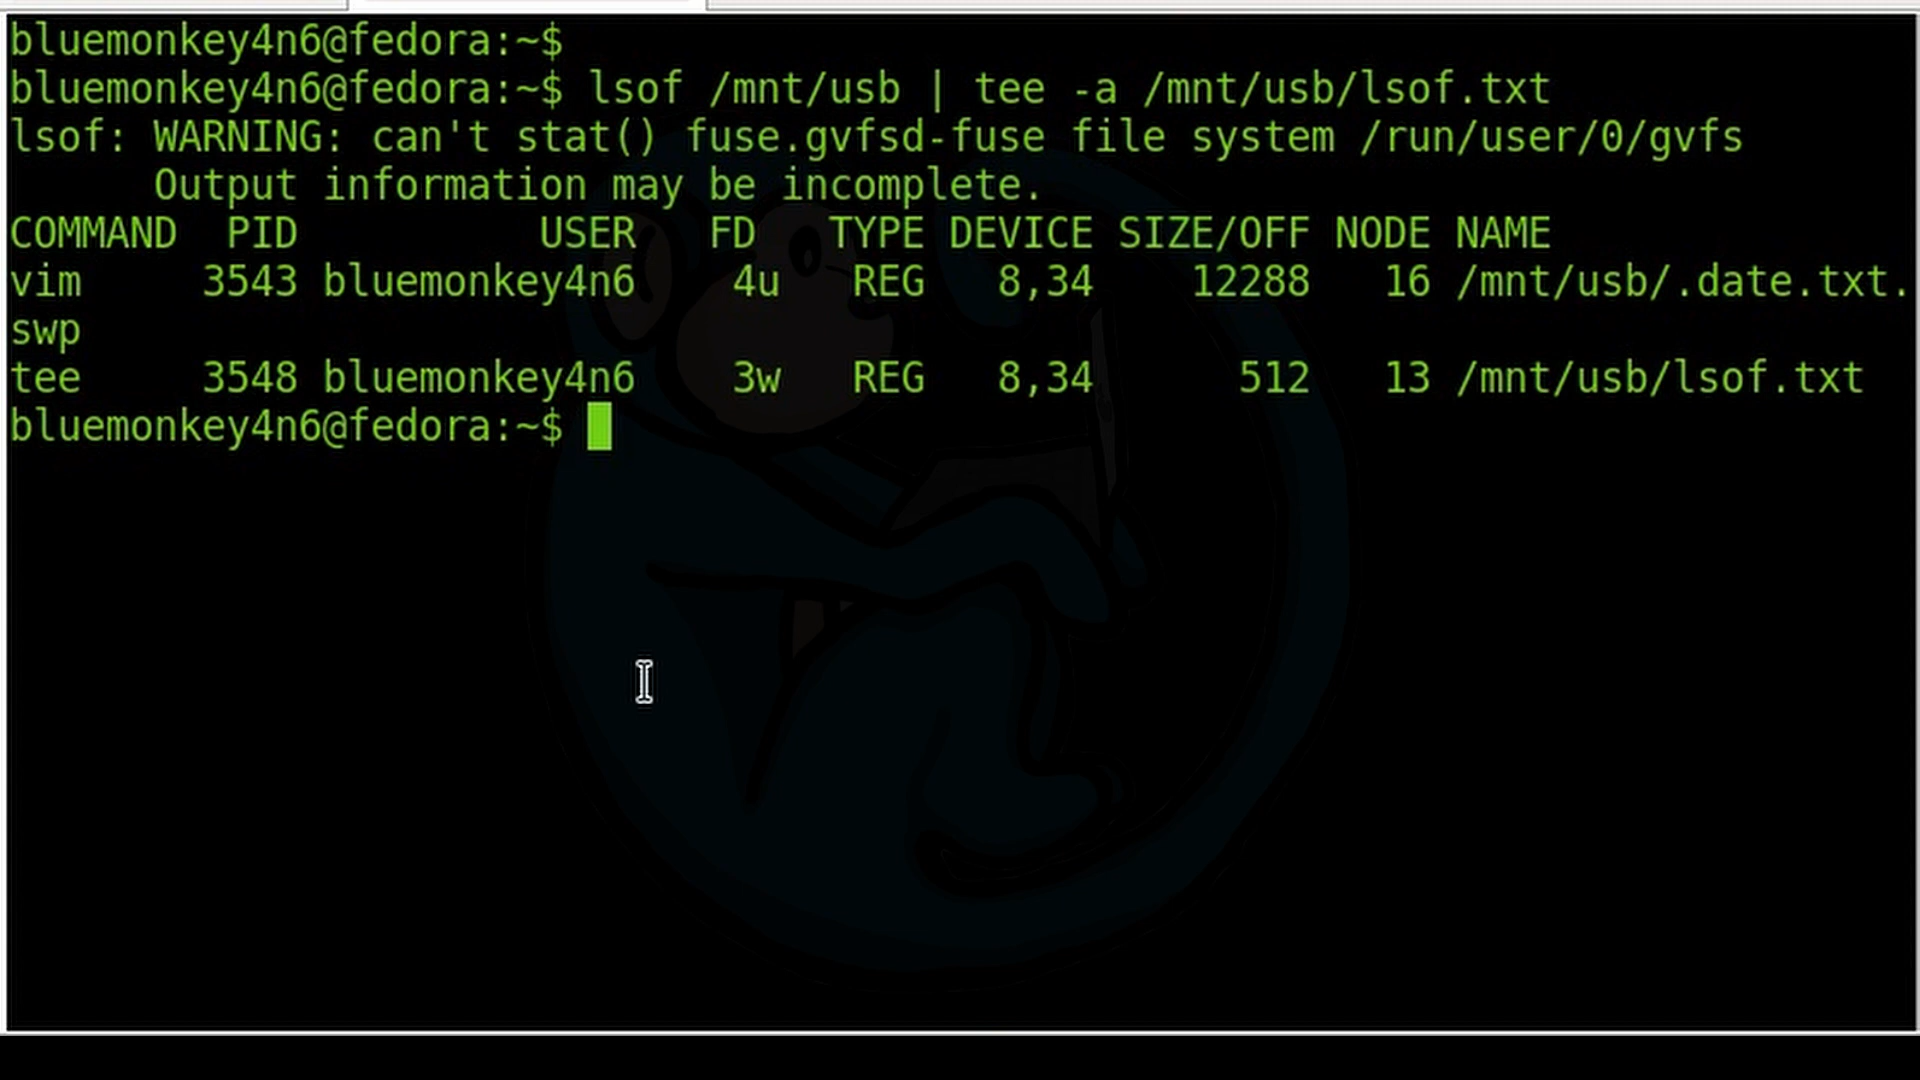 bluemonkey4n6@fedora:~$
bluemonkey4n6@fedora:~$ lsof /mnt/usb | tee -a /mnt/usb/lsof.txt
lsof: WARNING: can't stat() fuse.gvfsd-fuse file system /run/user/0/gvfs
      Output information may be incomplete.
COMMAND  PID          USER   FD   TYPE DEVICE SIZE/OFF NODE NAME
vim     3543 bluemonkey4n6    4u   REG   8,34    12288   16 /mnt/usb/.date.txt.
swp
tee     3548 bluemonkey4n6    3w   REG   8,34      512   13 /mnt/usb/lsof.txt
bluemonkey4n6@fedora:~$